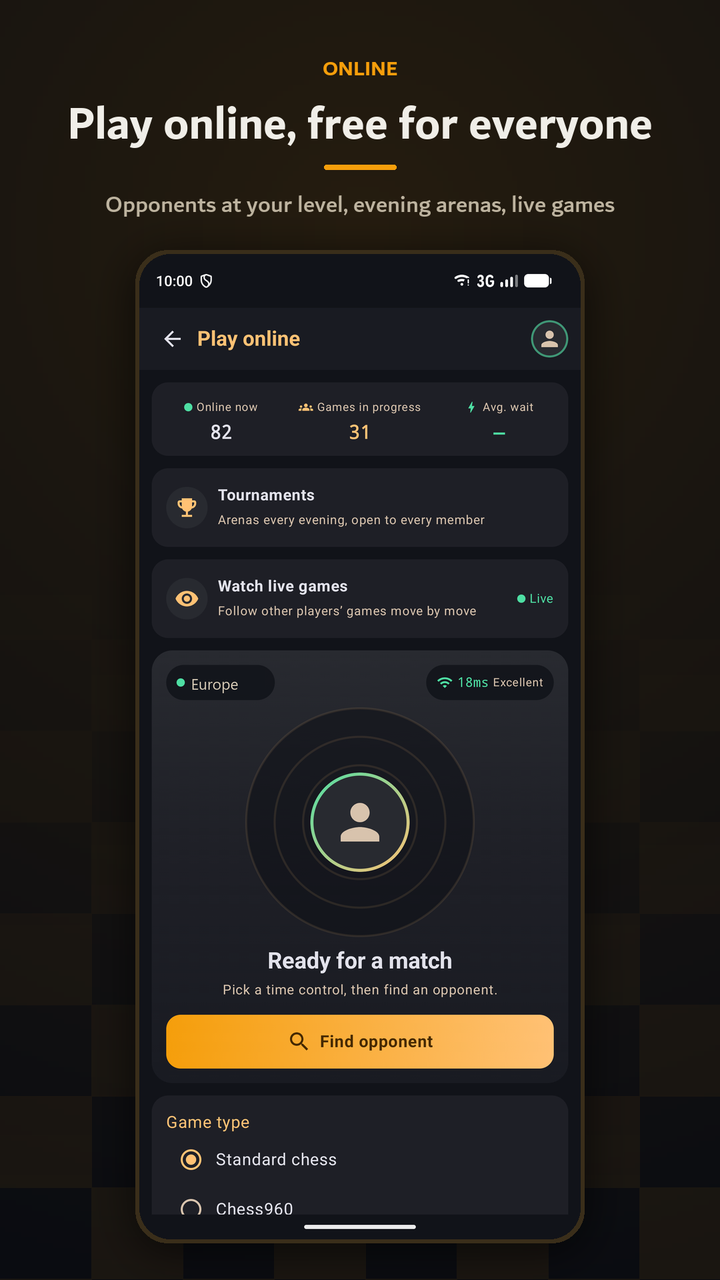 ONLINE
Play online, free for everyone
Opponents at your level, evening arenas, live games
10:00 3G
Play online
Online now Games in progress Avg. wait
82 31 –
Tournaments
Arenas every evening, open to every member
Watch live games
Follow other players’ games move by move
Live
Europe 18ms Excellent
Ready for a match
Pick a time control, then find an opponent.
Find opponent
Game type
Standard chess
Chess960